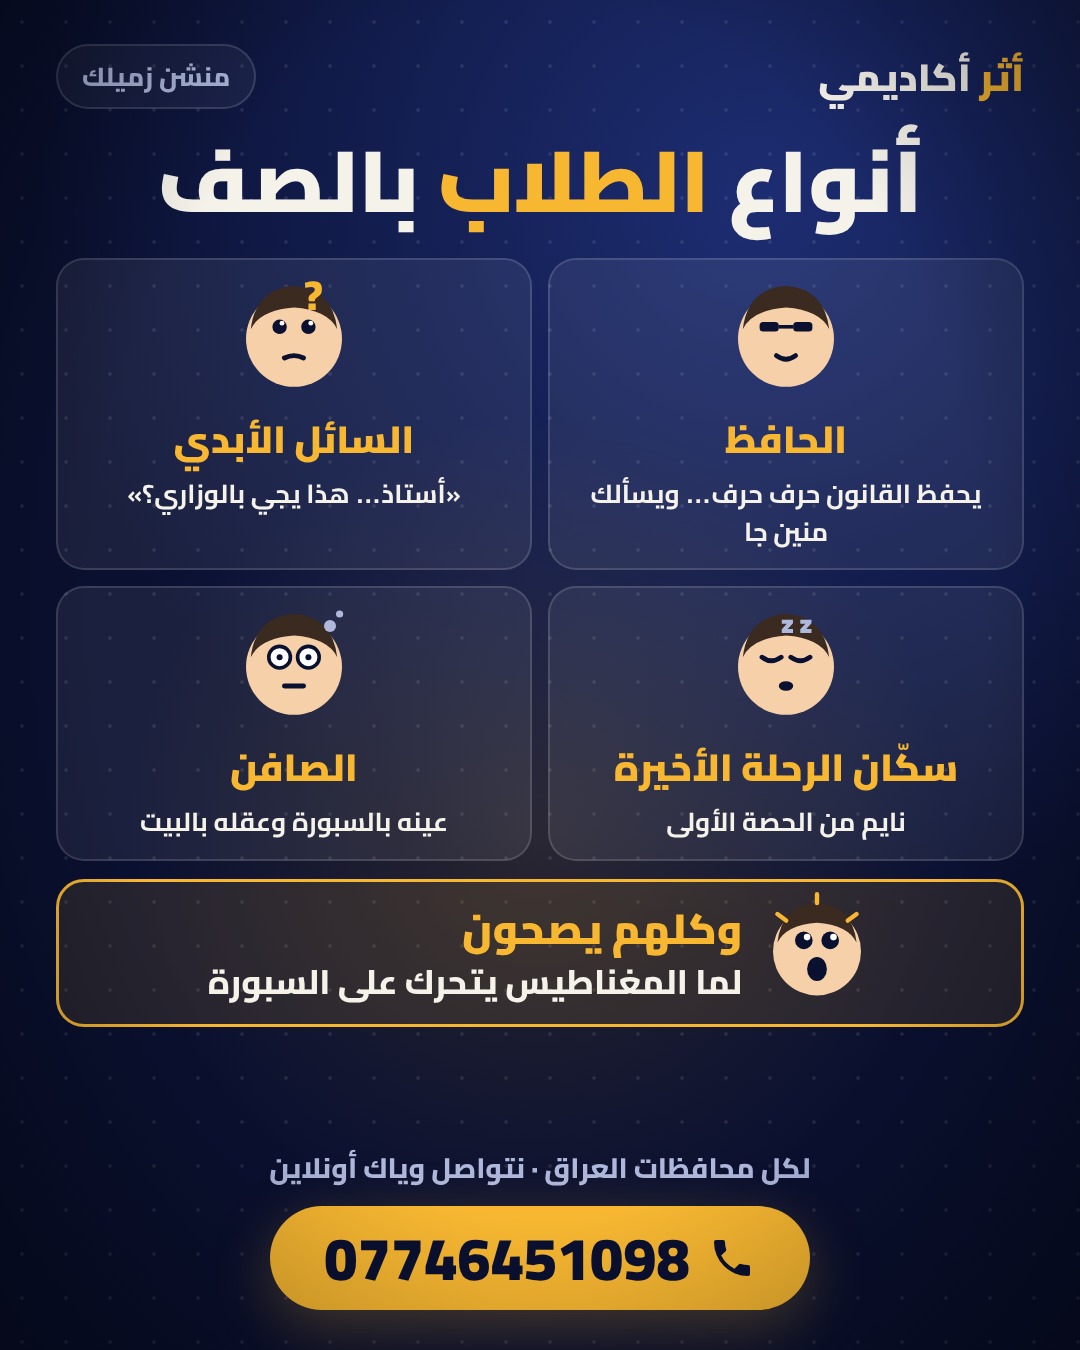 أثر أكاديمي
منشن زميلك
أنواع الطلاب بالصف
الحافظ
يحفظ القانون حرف حرف... ويسألك
منين جا
?
السائل الأبدي
«أستاذ... هذا يجي بالوزاري؟»
z z
سكّان الرحلة الأخيرة
نايم من الحصة الأولى
الصافن
عينه بالسبورة وعقله بالبيت
وكلهم يصحون
لما المغناطيس يتحرك على السبورة
لكل محافظات العراق · نتواصل وياك أونلاين
07746451098